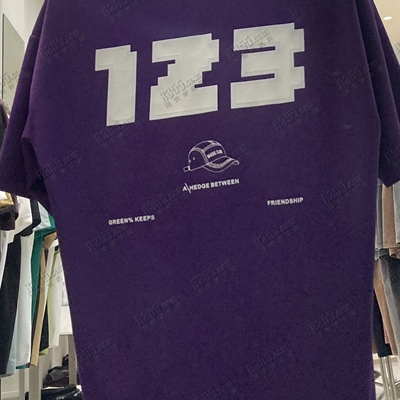 123
A\HEDGE BETWEEN
GREEN% KEEPS
FRIENDSHIP